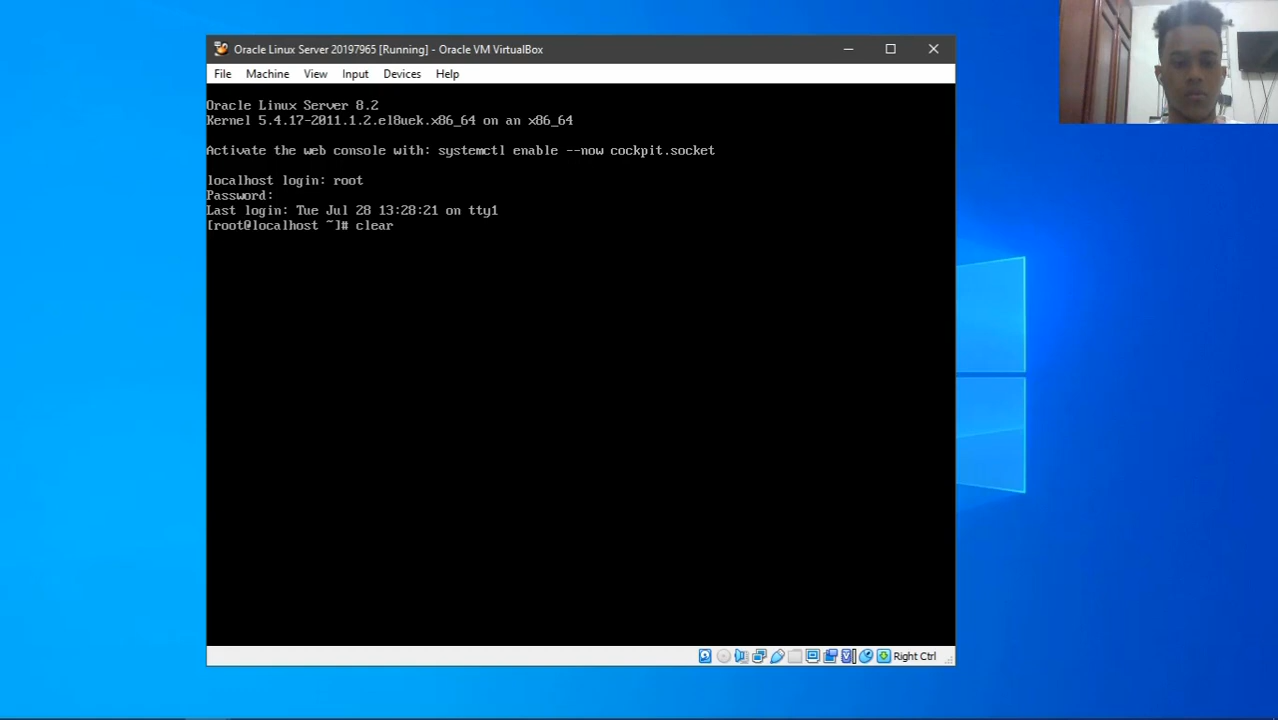 Oracle Linux Server 20197965 [Running] - Oracle VM VirtualBox
File Machine View Input Devices Help
Oracle Linux Server 8.2
Kernel 5.4.17-2011.1.2.el8uek.x86_64 on an x86_64
Activate the web console with: systemctl enable --now cockpit.socket
localhost login: root
Password:
Last login: Tue Jul 28 13:28:21 on tty1
[root@localhost ~]# clear
Right Ctrl